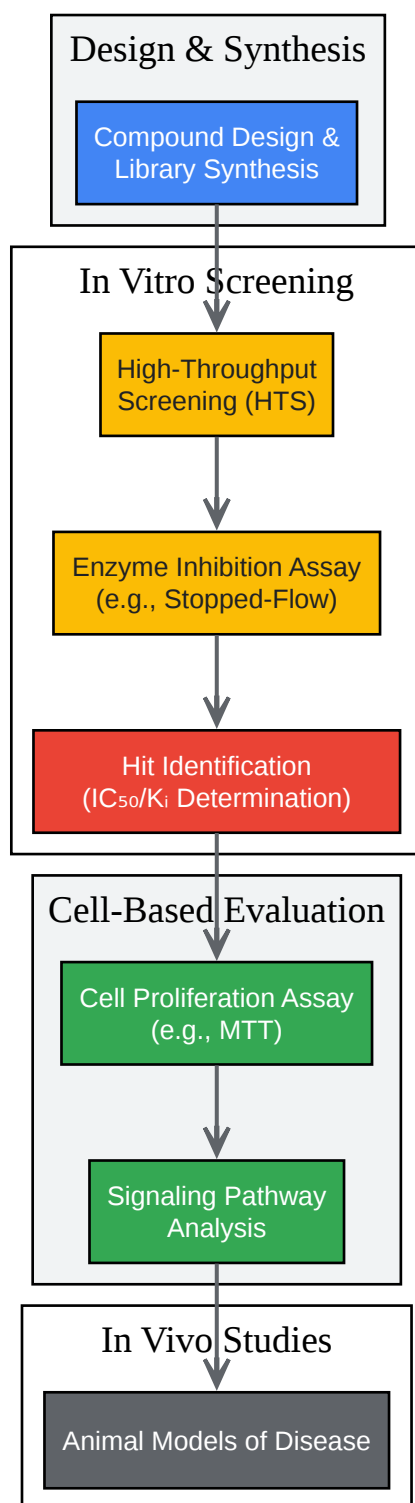 Design & Synthesis
Compound Design &
Library Synthesis
In Vitro Screening
High-Throughput
Screening (HTS)
Enzyme Inhibition Assay
(e.g., Stopped-Flow)
Hit Identification
(IC₅₀/Kᵢ Determination)
Cell-Based Evaluation
Cell Proliferation Assay
(e.g., MTT)
Signaling Pathway
Analysis
In Vivo Studies
Animal Models of Disease